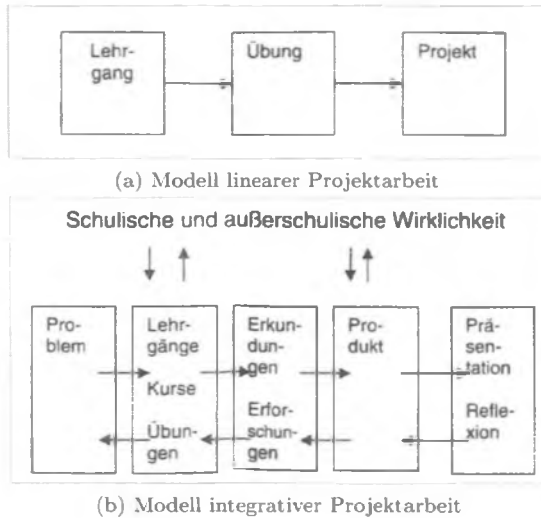 Lehr-
gang
Übung
Projekt
(a) Modell linearer Projektarbeit
Schulische und außerschulische Wirklichkeit
Pro-
blem
Lehr-
gänge
Kurse
Übun-
gen
Erkun-
dun-
gen
Erfor-
schun-
gen
Pro-
dukt
Prä-
sen-
tation
Refle-
xion
(b) Modell integrativer Projektarbeit